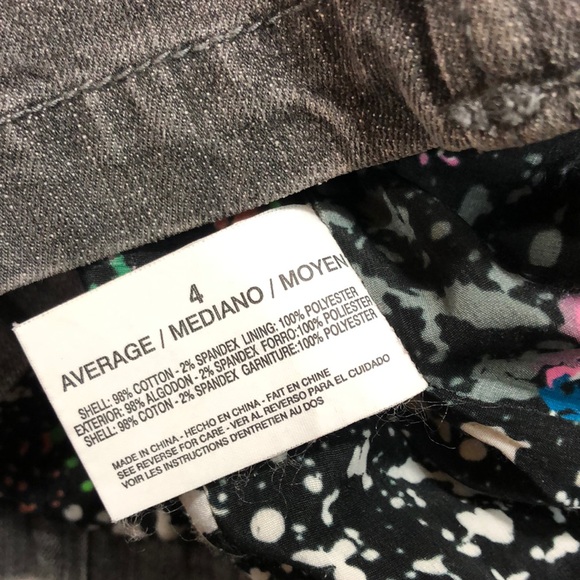 4
AVERAGE / MEDIANO / MOYEN
SHELL: 98% COTTON - 2% SPANDEX LINING: 100% POLYESTER
EXTERIOR: 98% ALGODON - 2% SPANDEX FORRO:100% POLIESTER
SHELL: 98% COTON - 2% SPANDEX GARNITURE:100% POLYESTER
MADE IN CHINA - HECHO EN CHINA - FAIT EN CHINE
SEE REVERSE FOR CARE - VER AL REVERSO PARA EL CUIDADO
VOIR LES INSTRUCTIONS D'ENTRETIEN AU DOS